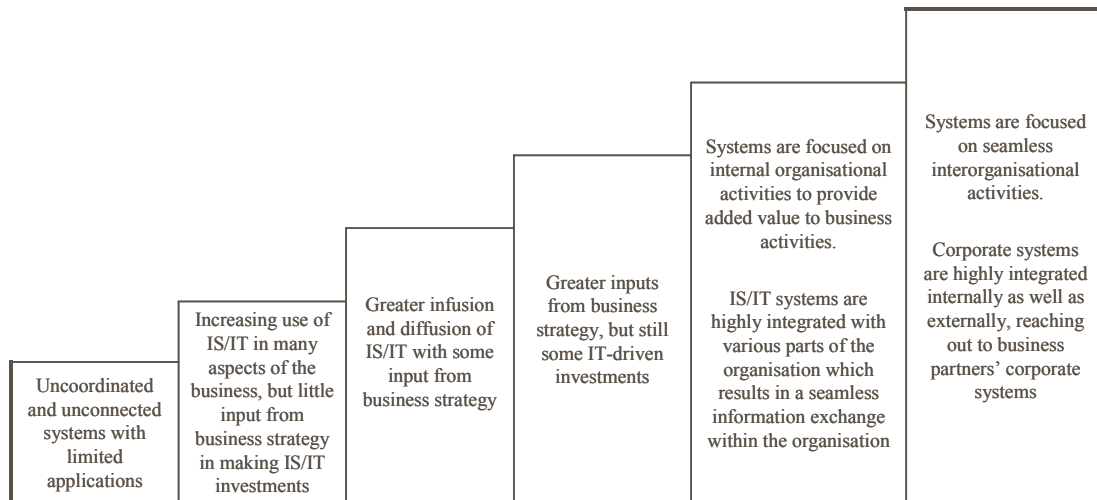 Uncoordinated
and unconnected
systems with
limited
applications
Increasing use of
IS/IT in many
aspects of the
business, but little
input from
business strategy
in making IS/IT
investments
Greater infusion
and diffusion of
IS/IT with some
input from
business strategy
Greater inputs
from business
strategy, but still
some IT-driven
investments
Systems are focused on
internal organisational
activities to provide
added value to business
activities.
IS/IT systems are
highly integrated with
various parts of the
organisation which
results in a seamless
information exchange
within the organisation
Systems are focused
on seamless
interorganisational
activities.
Corporate systems
are highly integrated
internally as well as
externally, reaching
out to business
partners’ corporate
systems